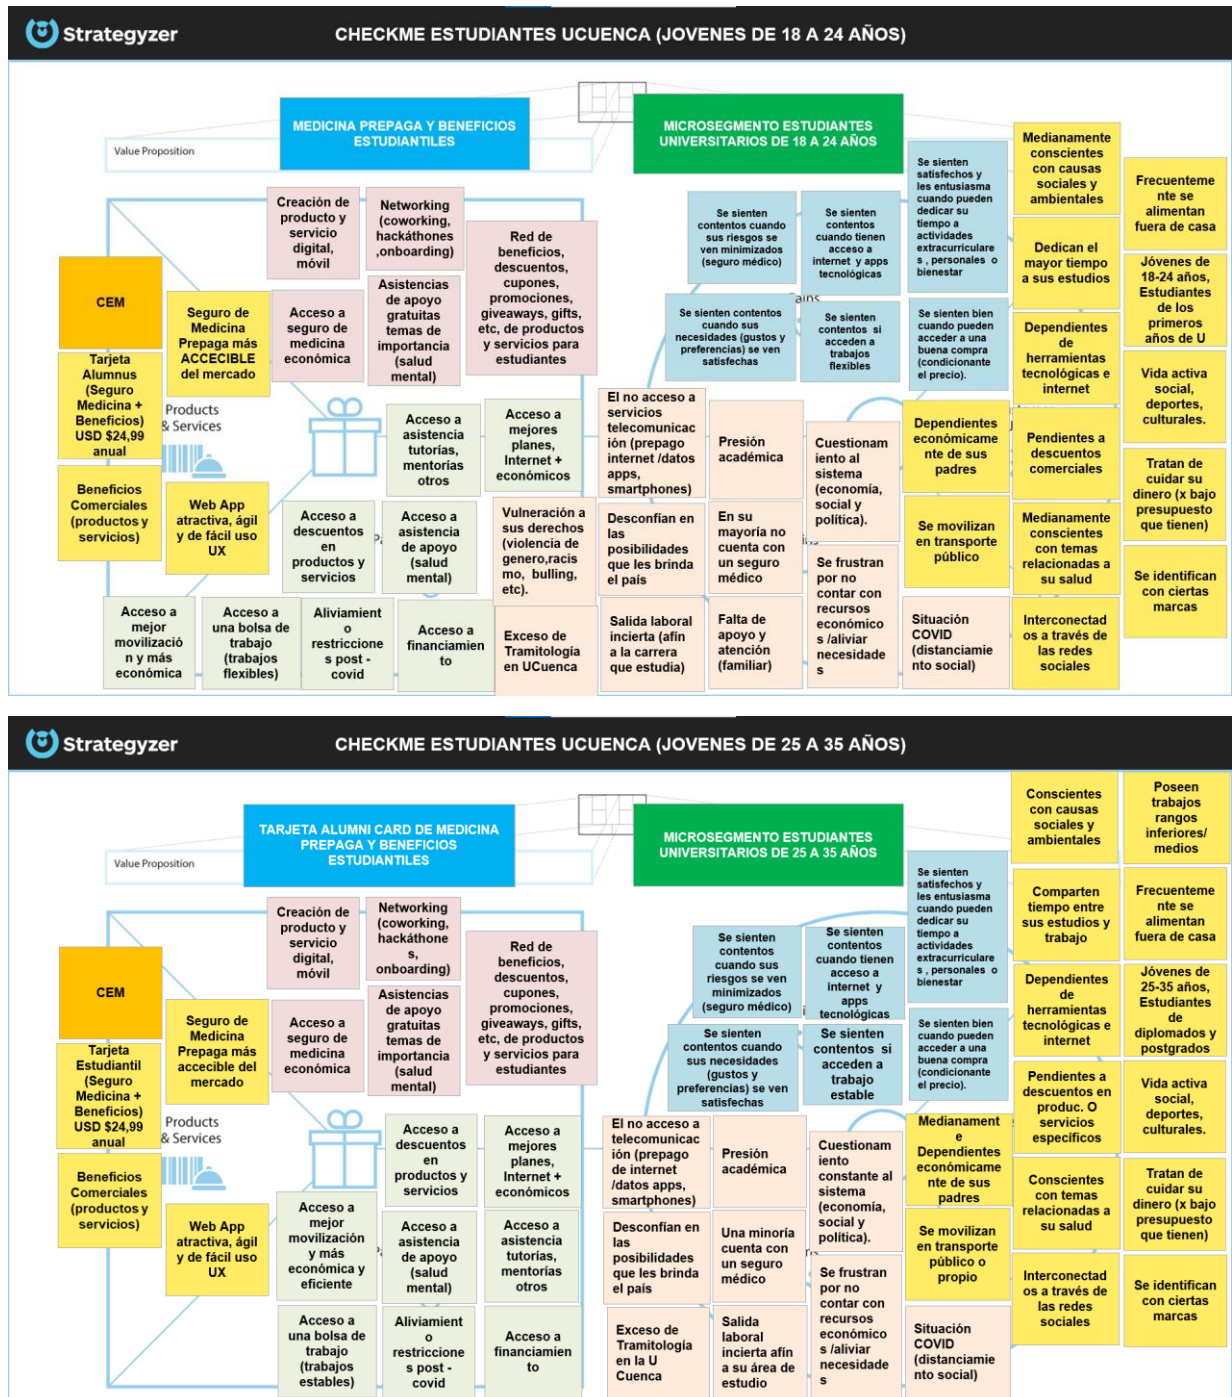 Strategyzer
CHECKME ESTUDIANTES UCUENCA (JOVENES DE 18 A 24 AÑOS)
MEDICINA PREPAGA Y BENEFICIOS
ESTUDIANTILES
Value Proposition
MICROSEGMENTO ESTUDIANTES
UNIVERSITARIOS DE 18 A 24 AÑOS
CEM
Tarjeta
Alumnus
(Seguro
Medicina +
Beneficios)
USD $24,99
anual
Beneficios
Comerciales
(productos y
servicios)
Seguro de
Medicina
Prepaga más
ACCECIBLE
del mercado
Products
& Services
Web App
atractiva, ágil
y de fácil uso
UX
Creación de
producto y
servicio
digital,
móvil
Networking
(coworking,
hackáthones
,onboarding)
Red de
beneficios,
descuentos,
cupones,
promociones,
giveaways, gifts,
etc, de productos
y servicios para
estudiantes
Acceso a
seguro de
medicina
económica
Asistencias
de apoyo
gratuitas
temas de
importancia
(salud
mental)
Acceso a
asistencia
tutorías,
mentorías
otros
Acceso a
mejores
planes,
Internet +
económicos
Acceso a
descuentos
en
productos y
servicios
Acceso a
asistencia
de apoyo
(salud
mental)
Acceso a
mejor
movilizació
n y más
económica
Acceso a
una bolsa de
trabajo
(trabajos
flexibles)
Aliviamient
o
restriccione
s post -
covid
Acceso a
financiamien
to
Se sienten
contentos cuando
sus riesgos se
ven minimizados
(seguro médico)
Se sienten
contentos
cuando tienen
acceso a
internet y apps
tecnológicas
Se sienten
satisfechos y
les entusiasma
cuando pueden
dedicar su
tiempo a
actividades
extracurriculare
s , personales o
bienestar
Se sienten contentos
cuando sus
necesidades (gustos y
preferencias) se ven
satisfechas
Se sienten
contentos si
acceden a
trabajos
flexibles
Se sienten bien
cuando pueden
acceder a una
buena compra
(condicionante
el precio).
El no acceso a
servicios
telecomunica
ción (prepago
internet /datos
apps,
smartphones)
Presión
académica
Cuestionam
iento al
sistema
(economía,
social y
política).
Vulneración a
sus derechos
(violencia de
genero,racis
mo, bulling,
etc).
Desconfían en
las
posibilidades
que les brinda
el país
En su
mayoría no
cuenta con
un seguro
médico
Se frustran
por no
contar con
recursos
económico
s /aliviar
necesidade
s
Exceso de
Tramitología
en UCuenca
Salida laboral
incierta (afín
a la carrera
que estudia)
Falta de
apoyo y
atención
(familiar)
Situación
COVID
(distanciamie
nto social)
Medianamente
conscientes
con causas
sociales y
ambientales
Frecuenteme
nte se
alimentan
fuera de casa
Dedican el
mayor tiempo
a sus estudios
Jóvenes de
18-24 años,
Estudiantes
de los
primeros
años de U
Dependientes
de
herramientas
tecnológicas e
internet
Vida activa
social,
deportes,
culturales.
Dependientes
económicame
nte de sus
padres
Pendientes a
descuentos
comerciales
Tratan de
cuidar su
dinero (x bajo
presupuesto
que tienen)
Se movilizan
en transporte
público
Medianamente
conscientes
con temas
relacionadas a
su salud
Se identifican
con ciertas
marcas
Interconectad
os a través de
las redes
sociales
Strategyzer
CHECKME ESTUDIANTES UCUENCA (JOVENES DE 25 A 35 AÑOS)
TARJETA ALUMNI CARD DE MEDICINA
PREPAGA Y BENEFICIOS
ESTUDIANTILES
Value Proposition
MICROSEGMENTO ESTUDIANTES
UNIVERSITARIOS DE 25 A 35 AÑOS
CEM
Tarjeta
Estudiantil
(Seguro
Medicina +
Beneficios)
USD $24,99
anual
Beneficios
Comerciales
(productos y
servicios)
Seguro de
Medicina
Prepaga más
accecible del
mercado
Products
& Services
Web App
atractiva, ágil
y de fácil uso
UX
Creación de
producto y
servicio
digital,
móvil
Networking
(coworking,
hackáthone
s,
onboarding)
Red de
beneficios,
descuentos,
cupones,
promociones,
giveaways, gifts,
etc, de productos
y servicios para
estudiantes
Acceso a
seguro de
medicina
económica
Asistencias
de apoyo
gratuitas
temas de
importancia
(salud
mental)
Acceso a
descuentos
en
productos y
servicios
Acceso a
mejores
planes,
Internet +
económicos
Acceso a
mejor
movilización
y más
económica y
eficiente
Acceso a
asistencia
de apoyo
(salud
mental)
Acceso a
asistencia
tutorías,
mentorías
otros
Acceso a
una bolsa de
trabajo
(trabajos
estables)
Aliviamient
o
restriccione
s post -
covid
Acceso a
financiamien
to
Se sienten
contentos
cuando sus
riesgos se ven
minimizados
(seguro médico)
Se sienten
contentos
cuando tienen
acceso a
internet y
apps
tecnológicas
Se sienten
satisfechos y
les entusiasma
cuando pueden
dedicar su
tiempo a
actividades
extracurriculare
s , personales o
bienestar
Se sienten
contentos cuando
sus necesidades
(gustos y
preferencias) se ven
satisfechas
Se sienten
contentos si
acceden a
trabajo
estable
Se sienten bien
cuando pueden
acceder a una
buena compra
(condicionante
el precio).
El no acceso a
telecomunicac
ión (prepago
de internet
/datos apps,
smartphones)
Presión
académica
Cuestionam
iento
constante al
sistema
(economía,
social y
política).
Desconfían en
las
posibilidades
que les brinda
el país
Una minoría
cuenta con
un seguro
médico
Se frustran
por no
contar con
recursos
económico
s /aliviar
necesidade
s
Exceso de
Tramitología
en la U
Cuenca
Salida
laboral
incierta afín
a su área de
estudio
Situación
COVID
(distanciamie
nto social)
Conscientes
con causas
sociales y
ambientales
Poseen
trabajos
rangos
inferiores/
medios
Comparten
tiempo entre
sus estudios y
trabajo
Frecuenteme
nte se
alimentan
fuera de casa
Dependientes
de
herramientas
tecnológicas e
internet
Jóvenes de
25-35 años,
Estudiantes
de
diplomados y
postgrados
Medianament
e
Dependientes
económicame
nte de sus
padres
Pendientes a
descuentos en
produc. O
servicios
específicos
Vida activa
social,
deportes,
culturales.
Se movilizan
en transporte
público o
propio
Conscientes
con temas
relacionadas a
su salud
Tratan de
cuidar su
dinero (x bajo
presupuesto
que tienen)
Interconectad
os a través de
las redes
sociales
Se identifican
con ciertas
marcas